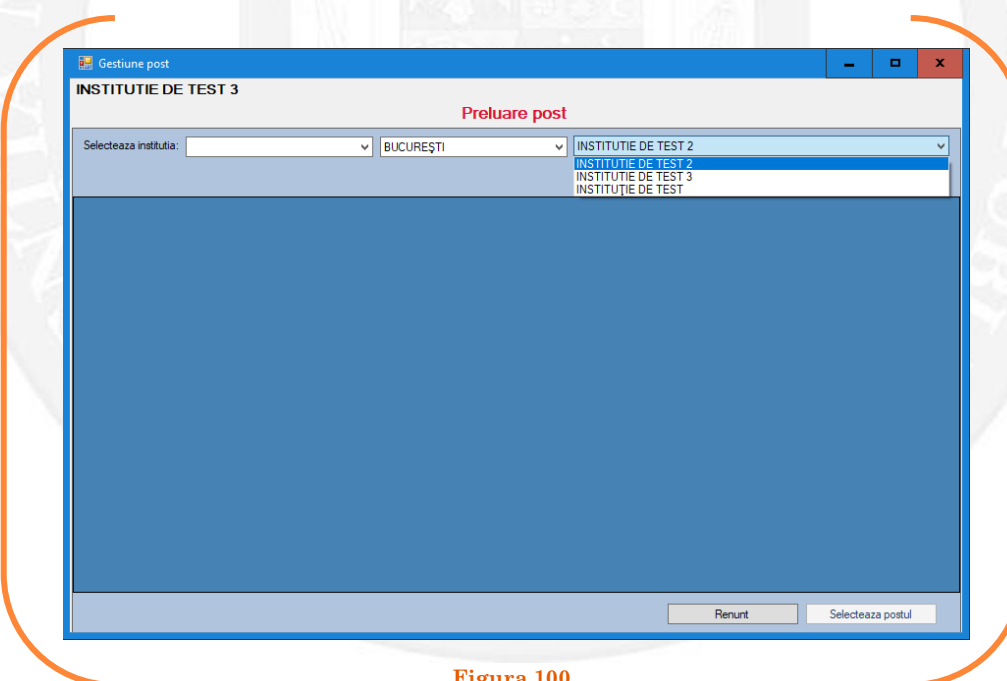 Gestiune post
INSTITUTIE DE TEST 3
Preluare post
Selecteaza institutia: BUCUREŞTI INSTITUTIE DE TEST 2
INSTITUTIE DE TEST 2
INSTITUTIE DE TEST 3
INSTITUŢIE DE TEST
Renunt Selecteaza postul
Figura 100